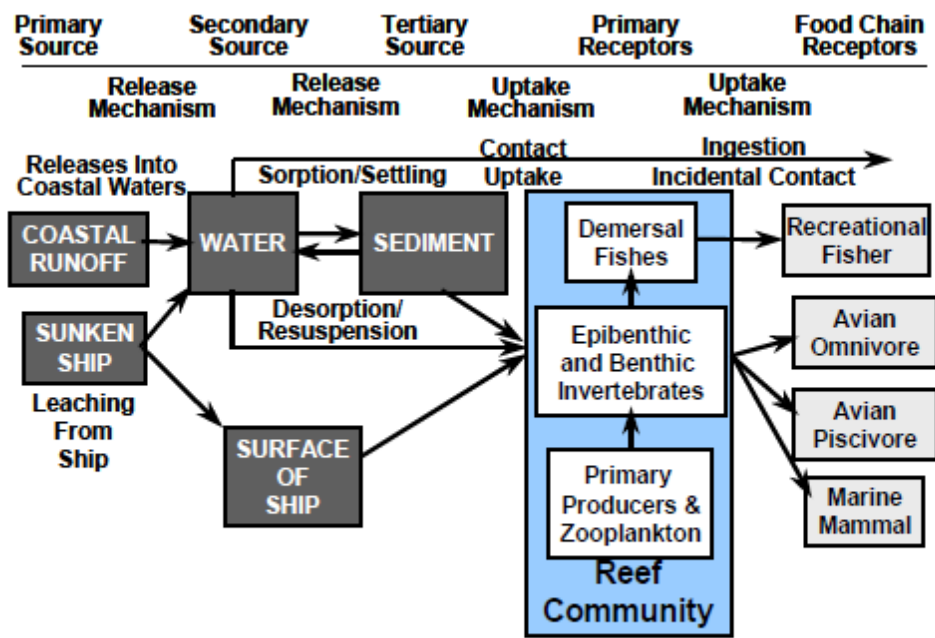 Primary
Source
Secondary
Source
Tertiary
Source
Primary
Receptors
Food Chain
Receptors
Release
Mechanism
Release
Mechanism
Uptake
Mechanism
Uptake
Mechanism
Releases Into
Coastal Waters
Sorption/Settling
Contact
Uptake
Ingestion
Incidental Contact
COASTAL
RUNOFF
WATER
SEDIMENT
Demersal
Fishes
Recreational
Fisher
Desorption/
Resuspension
SUNKEN
SHIP
Epibenthic
and Benthic
Invertebrates
Avian
Omnivore
Leaching
From
Ship
Avian
Piscivore
SURFACE
OF
SHIP
Primary
Producers &
Zooplankton
Marine
Mammal
Reef
Community